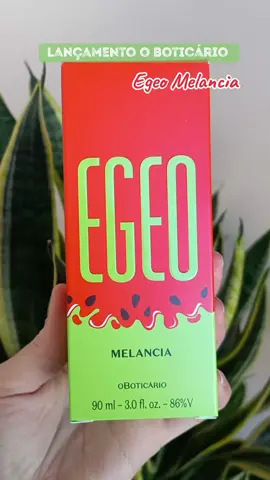 LANÇAMENTO O BOTICÁRIO
Egeo Melancia
EGEO
MELANCIA
oBOTICÁRIO
90 ml – 3.0 fl. oz. – 86%V